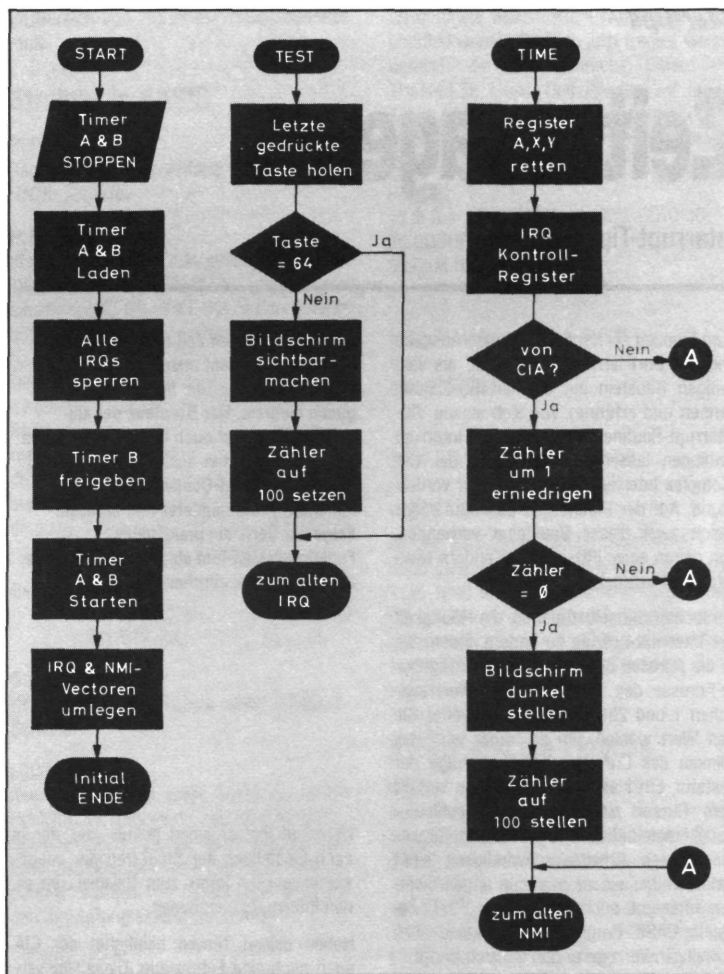 START
Timer
A & B
STOPPEN
Timer
A & B
Laden
Alle
IRQs
sperren
Timer B
freigeben
Timer
A & B
Starten
IRQ & NMI-
Vectoren
umlegen
Initial
ENDE
TEST
Letzte
gedrückte
Taste holen
Taste
= 64
Ja
Nein
Bildschirm
sichtbar-
machen
Zähler
auf
100 setzen
zum alten
IRQ
TIME
Register
A,X,Y
retten
IRQ
Kontroll-
Register
von
CIA?
Nein
A
Ja
Zähler
um 1
erniedrigen
Zähler
= Ø
Nein
A
Ja
Bildschirm
dunkel
stellen
Zähler
auf
100 stellen
A
zum alten
NMI